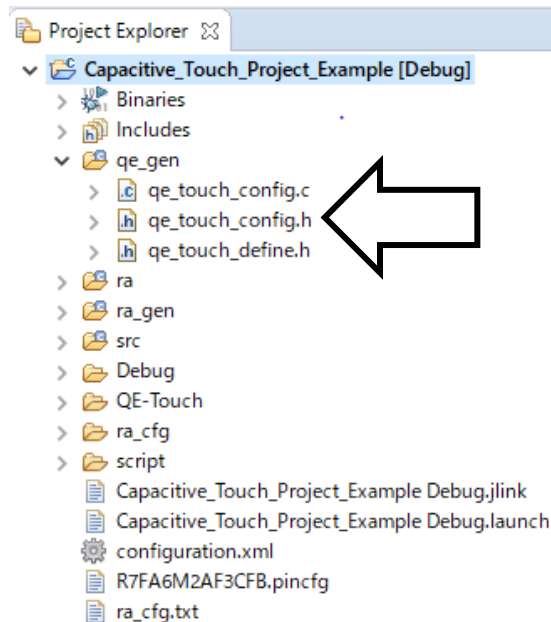 Project Explorer
Capacitive_Touch_Project_Example [Debug]
Binaries
Includes
qe_gen
qe_touch_config.c
qe_touch_config.h
qe_touch_define.h
ra
ra_gen
src
Debug
QE-Touch
ra_cfg
script
Capacitive_Touch_Project_Example Debug.jlink
Capacitive_Touch_Project_Example Debug.launch
configuration.xml
R7FA6M2AF3CFB.pincfg
ra_cfg.txt